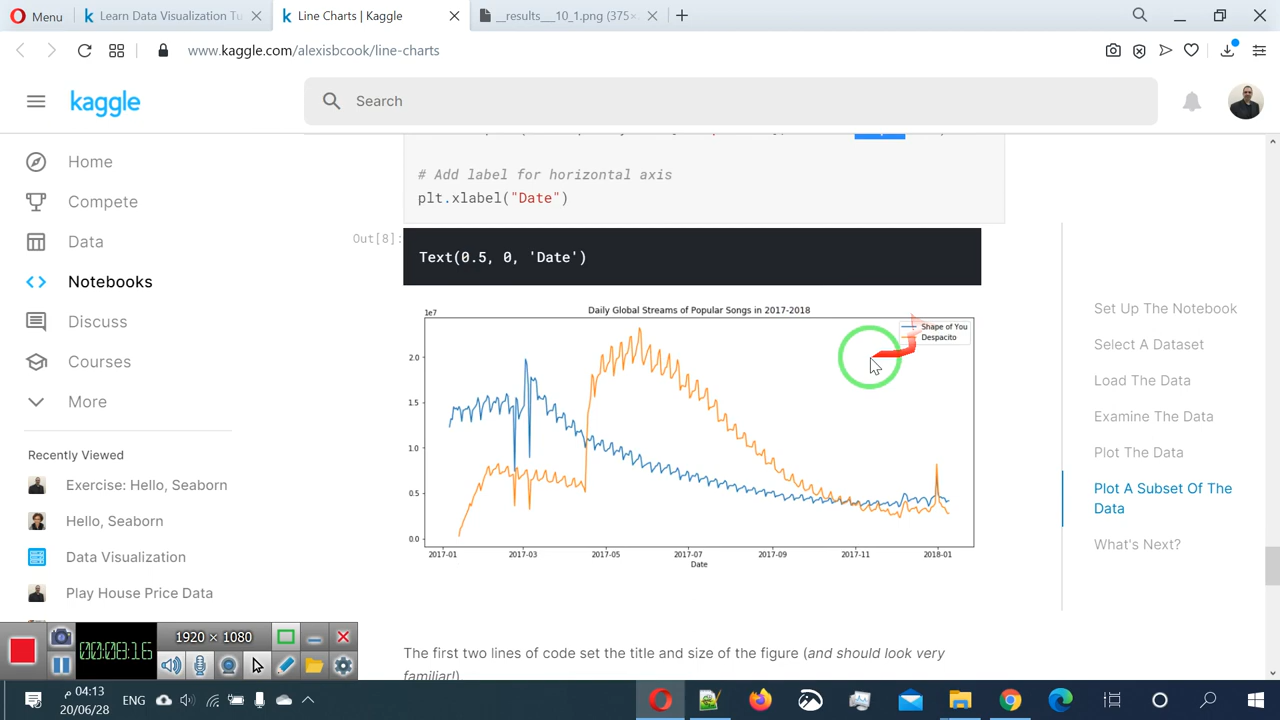 Menu
Learn Data Visualization Tu
Line Charts | Kaggle
__results___10_1.png (375×
www.kaggle.com/alexisbcook/line-charts
kaggle
Search
Home
Compete
Data
Notebooks
Discuss
Courses
More
Recently Viewed
Exercise: Hello, Seaborn
Hello, Seaborn
Data Visualization
Play House Price Data
# Add label for horizontal axis
plt.xlabel("Date")
Out[8]:
Text(0.5, 0, 'Date')
Daily Global Streams of Popular Songs in 2017-2018
1e7
Shape of You
Despacito
2.0
1.5
1.0
0.5
0.0
2017-01 2017-03 2017-05 2017-07 2017-09 2017-11 2018-01
Date
The first two lines of code set the title and size of the figure (and should look very
familiar!)
Set Up The Notebook
Select A Dataset
Load The Data
Examine The Data
Plot The Data
Plot A Subset Of The
Data
What's Next?
00:08:16
1920 × 1080
04:13 م
20/06/28
ENG